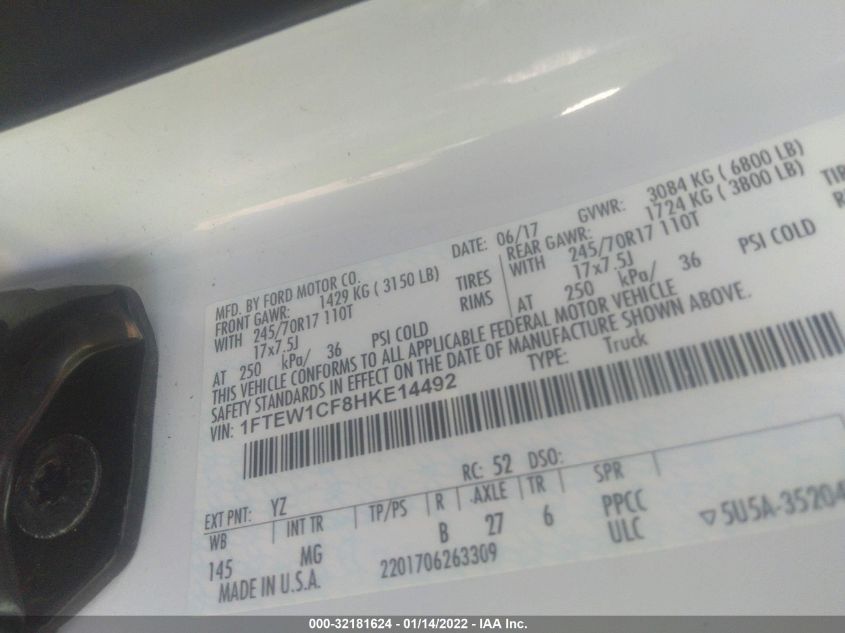 MFD. BY FORD MOTOR CO.
DATE: 06/17 GVWR: 3084 KG ( 6800 LB)
FRONT GAWR: 1429 KG ( 3150 LB) REAR GAWR: 1724 KG ( 3800 LB)
WITH 245/70R17 110T TIRES WITH 245/70R17 110T TIRES
17x7.5J RIMS 17x7.5J RIMS
AT 250 kPa/ 36 PSI COLD AT 250 kPa/ 36 PSI COLD
THIS VEHICLE CONFORMS TO ALL APPLICABLE FEDERAL MOTOR VEHICLE
SAFETY STANDARDS IN EFFECT ON THE DATE OF MANUFACTURE SHOWN ABOVE.
VIN: 1FTEW1CF8HKE14492 TYPE: Truck
EXT PNT: YZ RC: 52 DSO:
WB INT TR TP/PS R AXLE TR SPR
145 MG B 27 6 PPCC
MADE IN U.S.A. 2201706263309 ULC
5U5A-35204
000-32181624 - 01/14/2022 - IAA Inc.